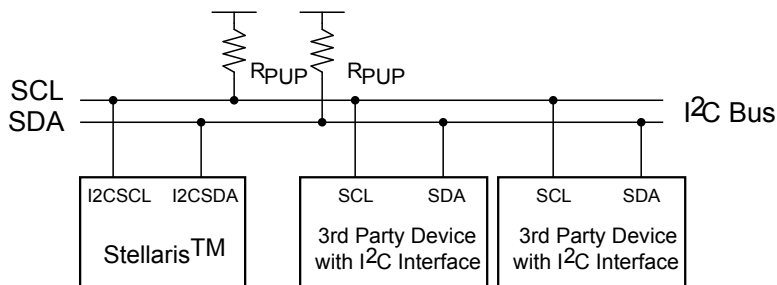 RPUP RPUP
SCL
SDA
I2C Bus
I2CSCL I2CSDA
Stellaris™
SCL SDA
3rd Party Device
with I2C Interface
SCL SDA
3rd Party Device
with I2C Interface